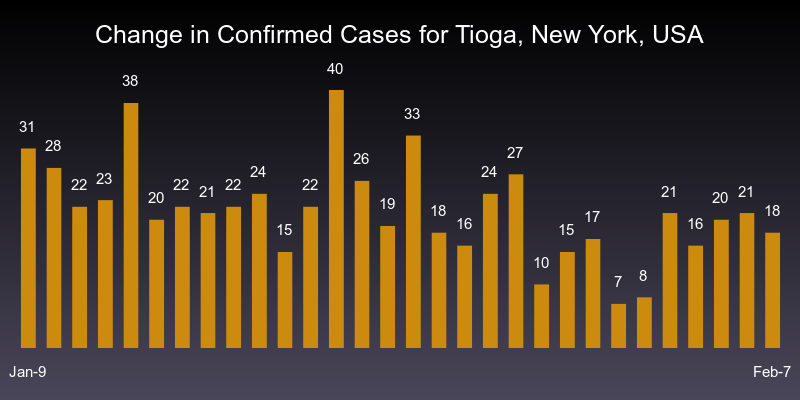 Change in Confirmed Cases for Tioga, New York, USA
31 28 22 23 38 20 22 21 22 24 15 22 40 26 19 33 18 16 24 27 10 15 17 7 8 21 16 20 21 18
Jan-9 Feb-7